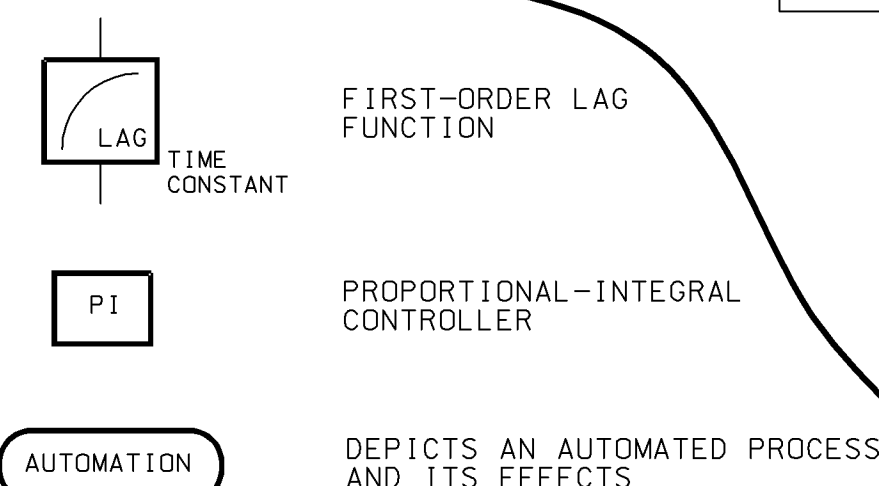 LAG
TIME
CONSTANT
FIRST-ORDER LAG
FUNCTION
PI
PROPORTIONAL-INTEGRAL
CONTROLLER
AUTOMATION
DEPICTS AN AUTOMATED PROCESS
AND ITS EFFECTS